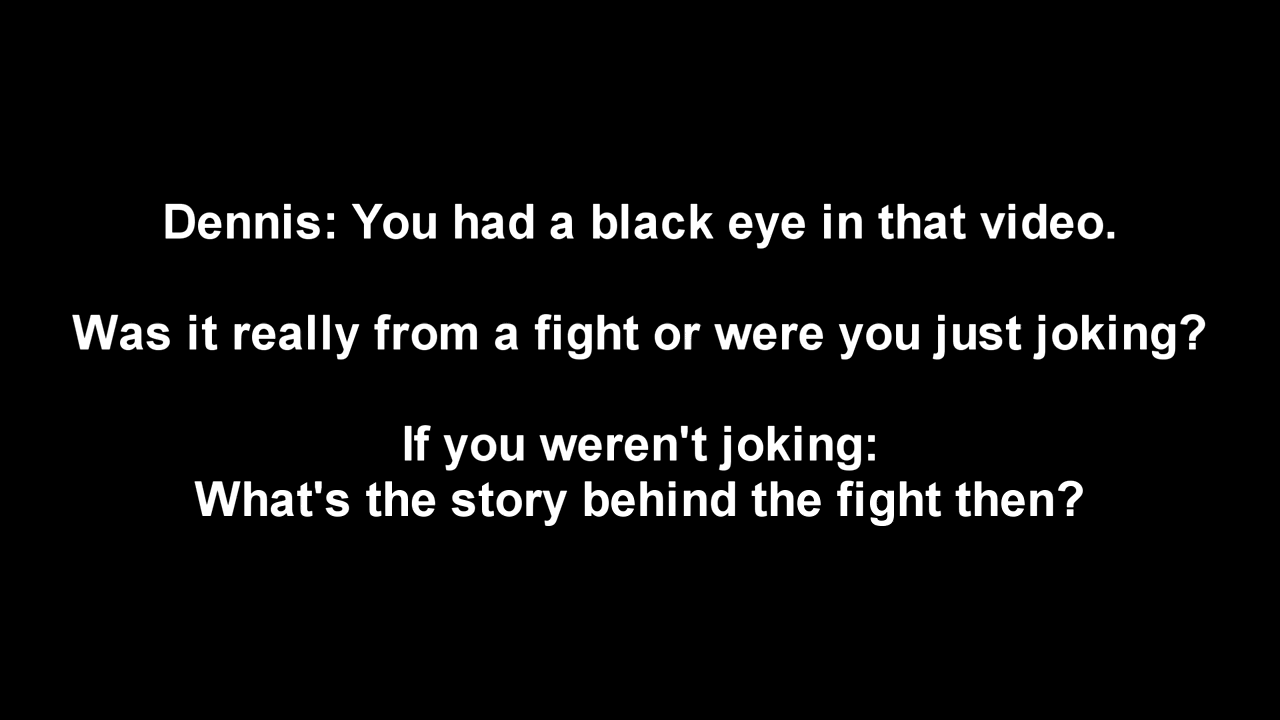 Dennis: You had a black eye in that video.
Was it really from a fight or were you just joking?
If you weren't joking:
What's the story behind the fight then?